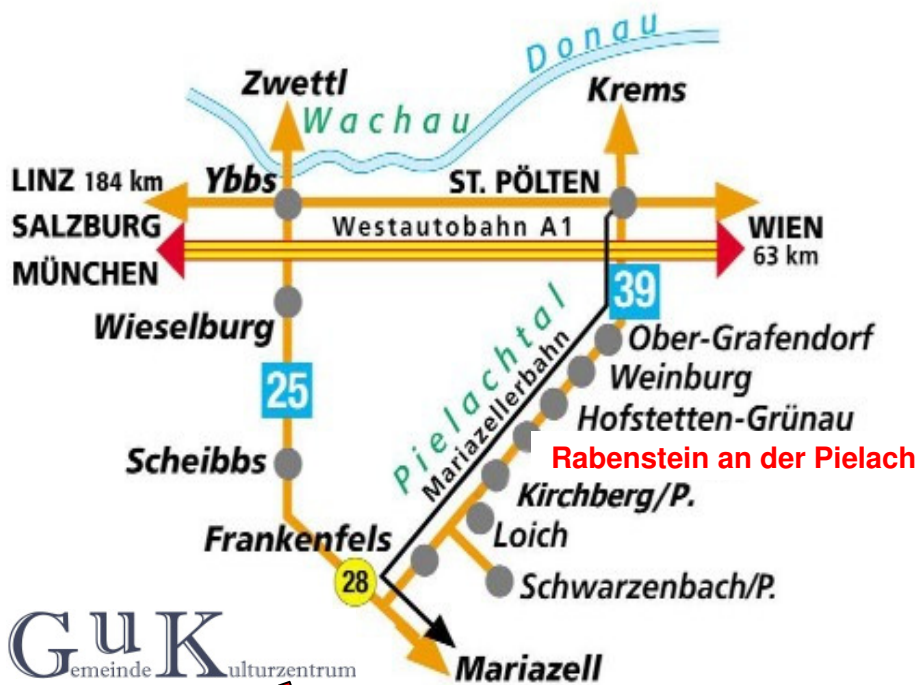 Donau
Zwettl
Krems
Wachau
LINZ 184 km
Ybbs
ST. PÖLTEN
SALZBURG
Westautobahn A1
WIEN
63 km
MÜNCHEN
39
Wieselburg
Pielachtal
Mariazellerbahn
Ober-Grafendorf
Weinburg
25
Hofstetten-Grünau
Rabenstein an der Pielach
Scheibbs
Kirchberg/P.
Loich
Frankenfels
28
Schwarzenbach/P.
GuK
Gemeinde Kulturzentrum
Mariazell